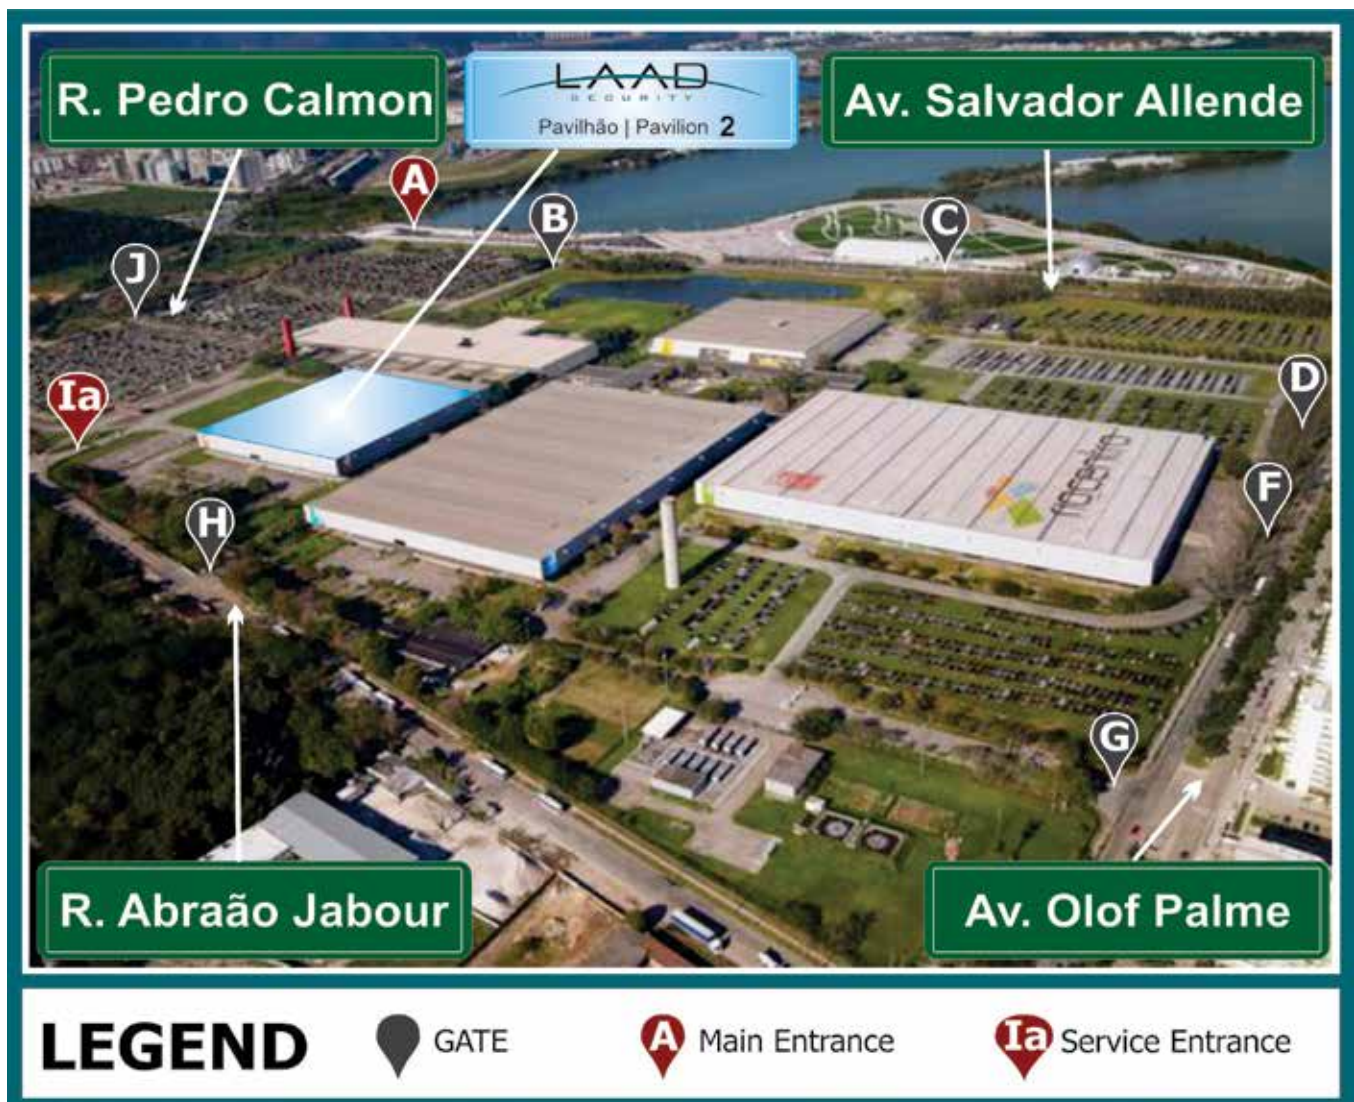 R. Pedro Calmon
LAAD
SECURITY
Pavilhão | Pavilion 2
Av. Salvador Allende
A
B
C
J
D
Ia
F
H
riocentro
G
R. Abraão Jabour
Av. Olof Palme
LEGEND
GATE
A Main Entrance
Ia Service Entrance